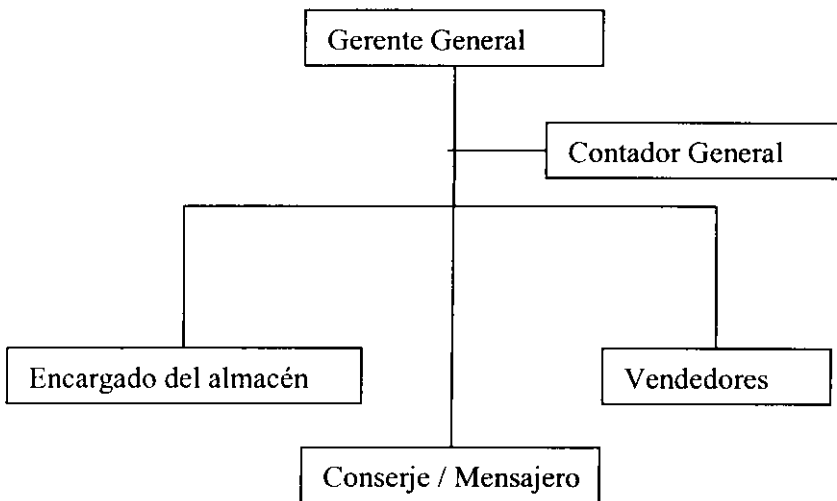 Gerente General
Contador General
Encargado del almacén
Vendedores
Conserje / Mensajero